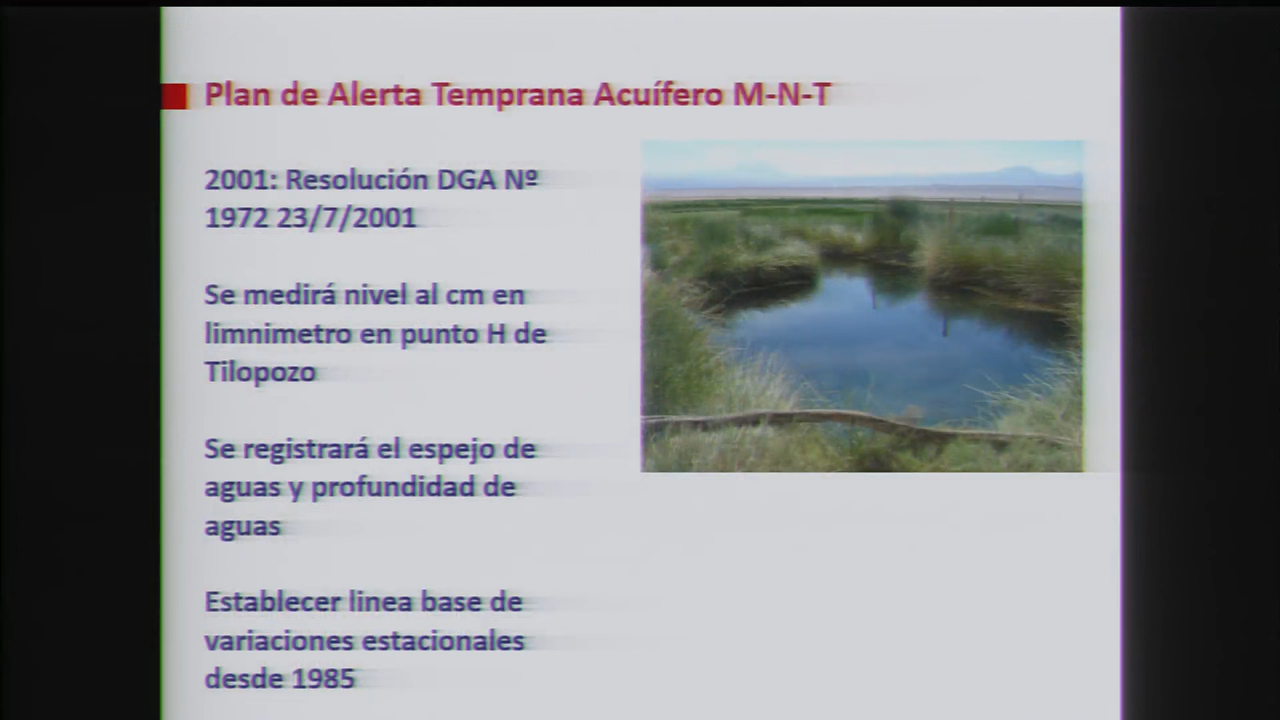 Plan de Alerta Temprana Acuífero M-N-T
2001: Resolución DGA Nº
1972 23/7/2001
Se medirá nivel al cm en
limnimetro en punto H de
Tilopozo
Se registrará el espejo de
aguas y profundidad de
aguas
Establecer linea base de
variaciones estacionales
desde 1985